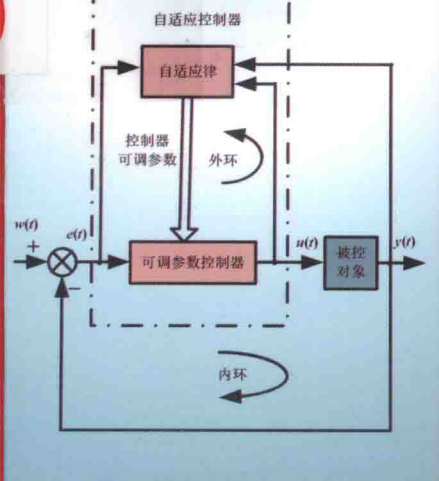 自适应控制器
自适应律
控制器
可调参数
外环
w(t)
+
e(t)
−
可调参数控制器
u(t)
被控
对象
y(t)
内环